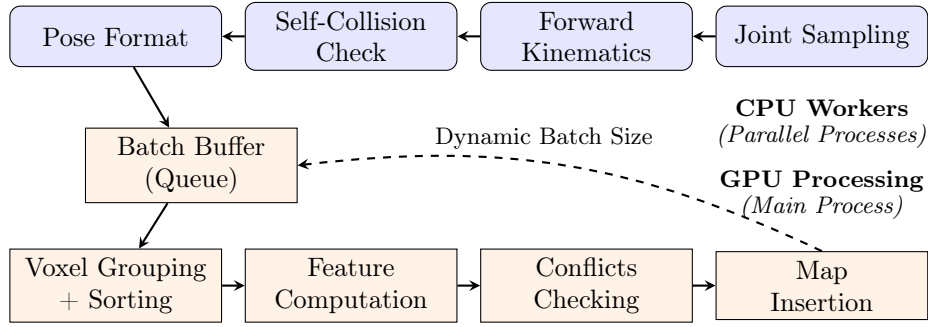 Pose Format
Self-Collision
Check
Forward
Kinematics
Joint Sampling
CPU Workers
(Parallel Processes)
Batch Buffer
(Queue)
Dynamic Batch Size
GPU Processing
(Main Process)
Voxel Grouping
+ Sorting
Feature
Computation
Conflicts
Checking
Map
Insertion